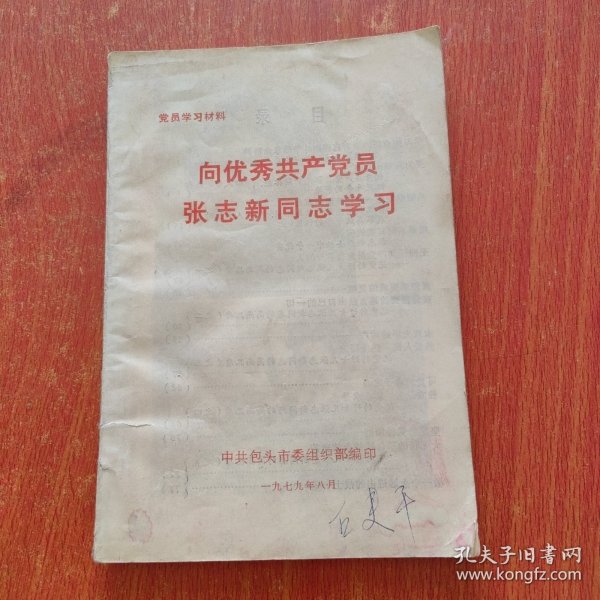 党员学习材料
向优秀共产党员
张志新同志学习
中共包头市委组织部编印
一九七九年八月
孔夫子旧书网
www.kongfz.com